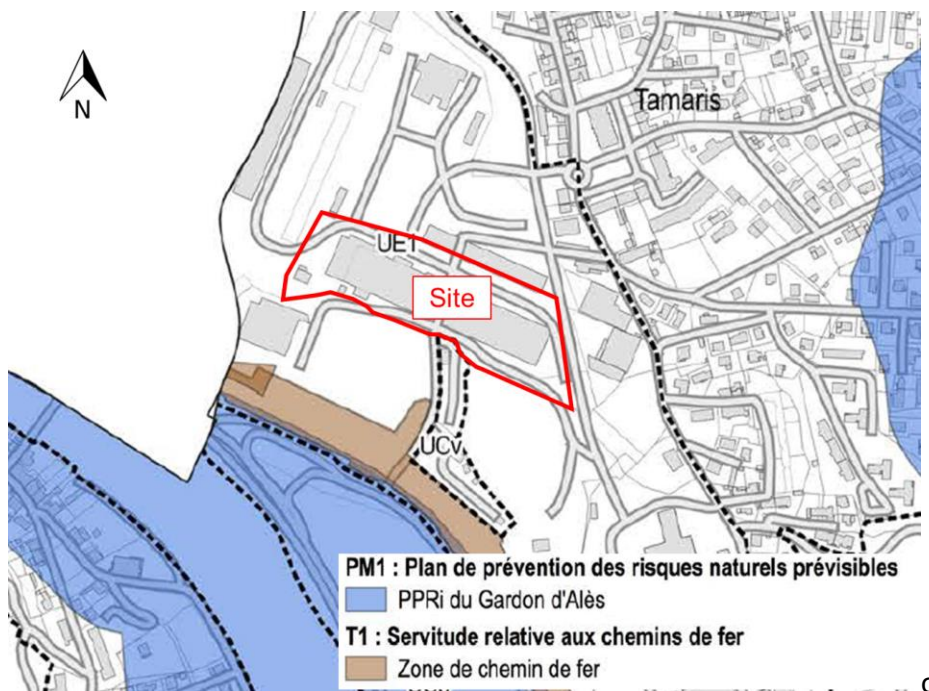 N
Tamaris
UE1
Site
UCv
PM1 : Plan de prévention des risques naturels prévisibles
PPRi du Gardon d'Alès
T1 : Servitude relative aux chemins de fer
Zone de chemin de fer